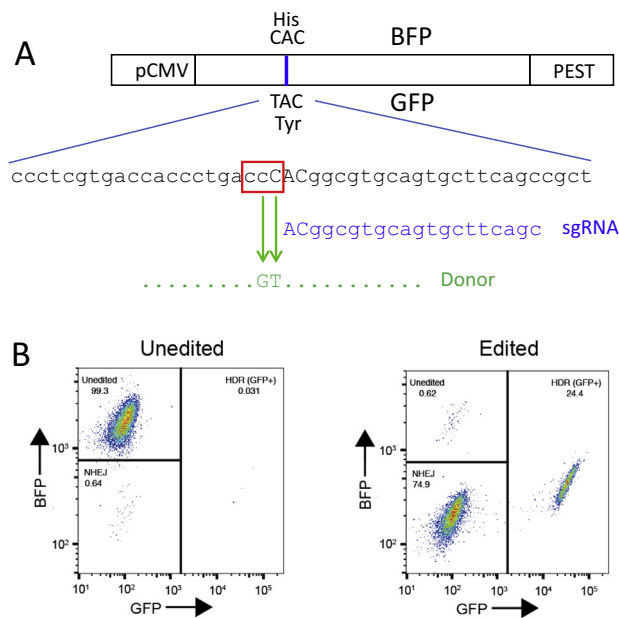 A
His
CAC
BFP
pCMV
PEST
TAC
Tyr
GFP
ccctcgtgaccaccctgaccCACggcgtgcagtgcttcagccgct
ACggcgtgcagtgcttcagc sgRNA
.........GT........... Donor
B
Unedited
Edited
Unedited
99.3
HDR (GFP+)
0.031
NHEJ
0.64
10³
10²
BFP
10¹ 10² 10³ 10⁴ 10⁵
GFP
Unedited
0.62
HDR (GFP+)
24.4
NHEJ
74.9
10³
10²
BFP
10¹ 10² 10³ 10⁴ 10⁵
GFP